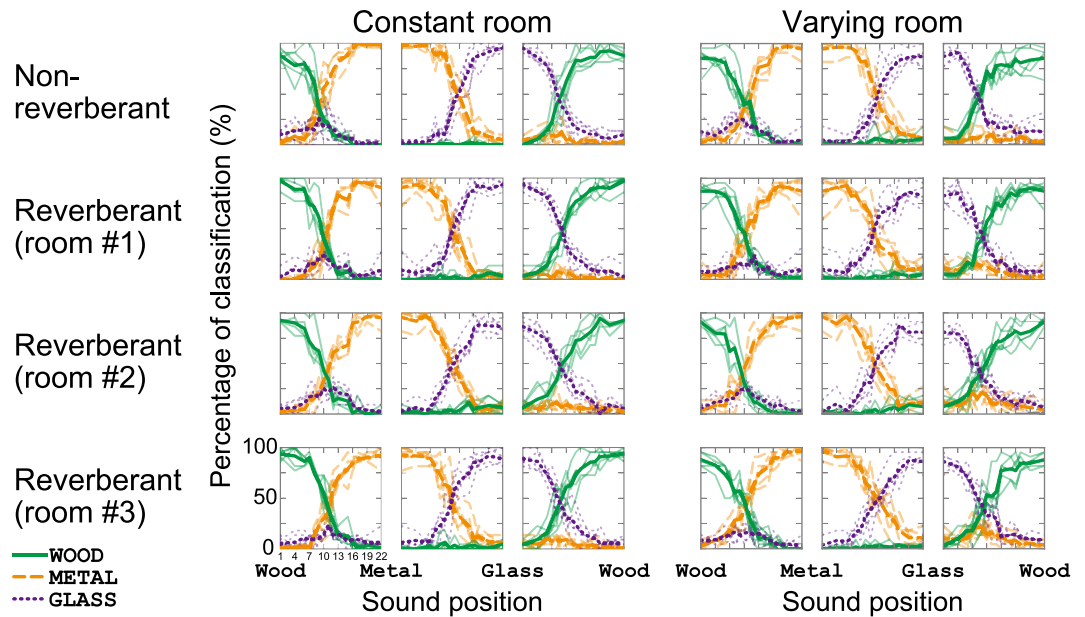 Constant room
Varying room
Non-
reverberant
Reverberant
(room #1)
Reverberant
(room #2)
Reverberant
(room #3)
Percentage of classification (%)
100
50
0
1 4 7 10 13 16 19 22
Wood Metal Glass Wood
Wood Metal Glass Wood
Sound position
Sound position
WOOD
METAL
GLASS